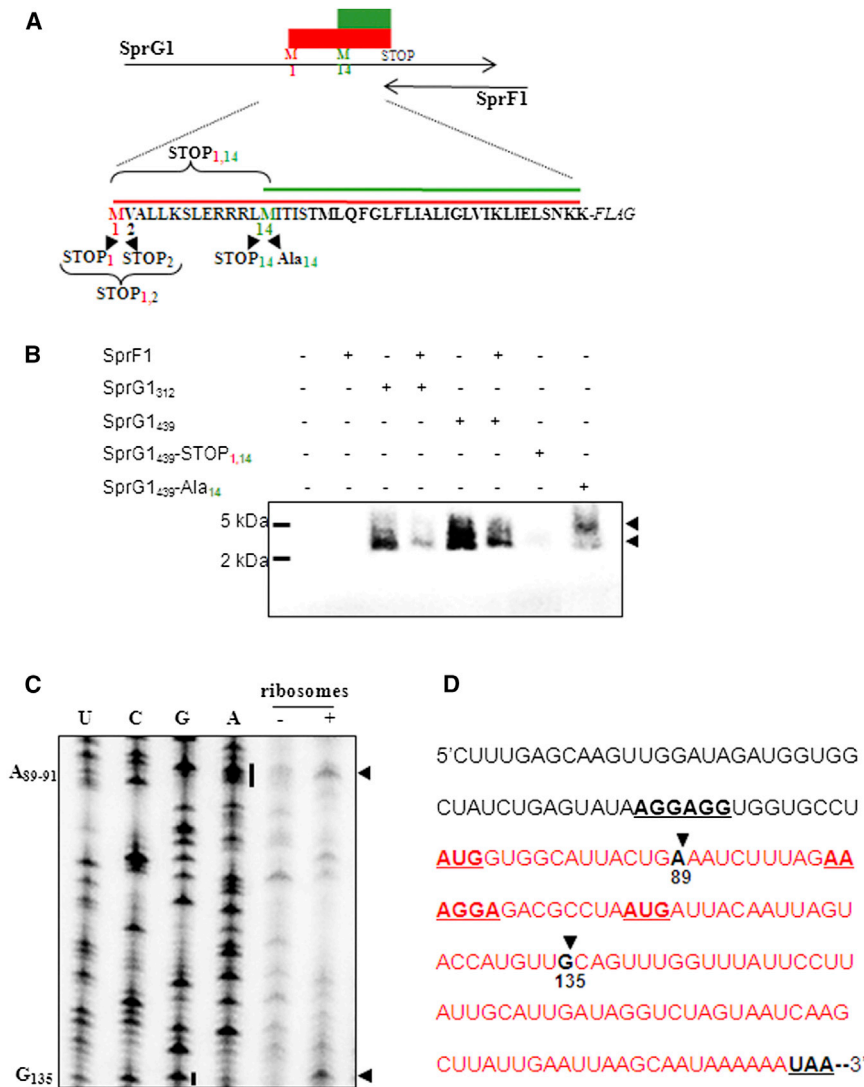 A
SprG1
M M STOP
1 14
SprF1
STOP1,14
MVALLKSLERRRLMITISTMLQFGLFLIALIGLVIKLIELSNKK-FLAG
1 2 14
STOP1 STOP2 STOP14 Ala14
STOP1,2
B
SprF1 - + - + - + - -
SprG1312 - - + + - - - -
SprG1439 - - - - + + - -
SprG1439-STOP1,14 - - - - - - + -
SprG1439-Ala14 - - - - - - - +
5 kDa
2 kDa
C
ribosomes
U C G A - +
A89-91
G135
D
5'CUUUGAGCAAGUUGGAUAGAUGGUGG
CUAUCUGAGUAUAAGGAGGUGGUGCCU
AUGGUGGCAUUACUGAAAUCUUUAGAA
89
AGGAGACGCCUAAUGAUUACAAUUAGU
ACCAUGUUGCAGUUUGGUUUAUUCCUU
135
AUUGCAUUGAUAGGUCUAGUAAUCAAG
CUUAUUGAAUUAAGCAAUAAAAAAUAA--3'